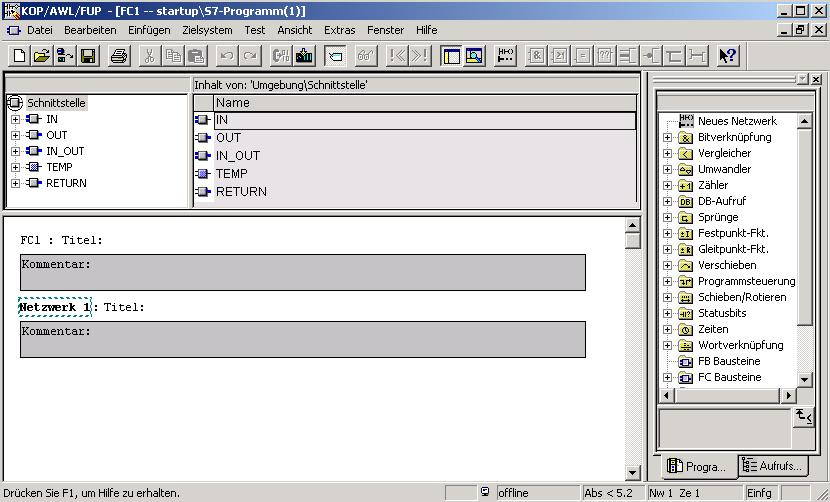 KOP/AWL/FUP - [FC1 -- startup\S7-Programm(1)]
Datei Bearbeiten Einfügen Zielsystem Test Ansicht Extras Fenster Hilfe
Schnittstelle
IN
OUT
IN_OUT
TEMP
RETURN
Inhalt von: 'Umgebung\Schnittstelle'
Name
IN
OUT
IN_OUT
TEMP
RETURN
FC1 : Titel:
Kommentar:
Netzwerk 1: Titel:
Kommentar:
Neues Netzwerk
Bitverknüpfung
Vergleicher
Umwandler
Zähler
DB-Aufruf
Sprünge
Festpunkt-Fkt.
Gleitpunkt-Fkt.
Verschieben
Programmsteuerung
Schieben/Rotieren
Statusbits
Zeiten
Wortverknüpfung
FB Bausteine
FC Bausteine
Progra... Aufrufs...
Drücken Sie F1, um Hilfe zu erhalten. offline Abs < 5.2 Nw 1 Ze 1 Einfg